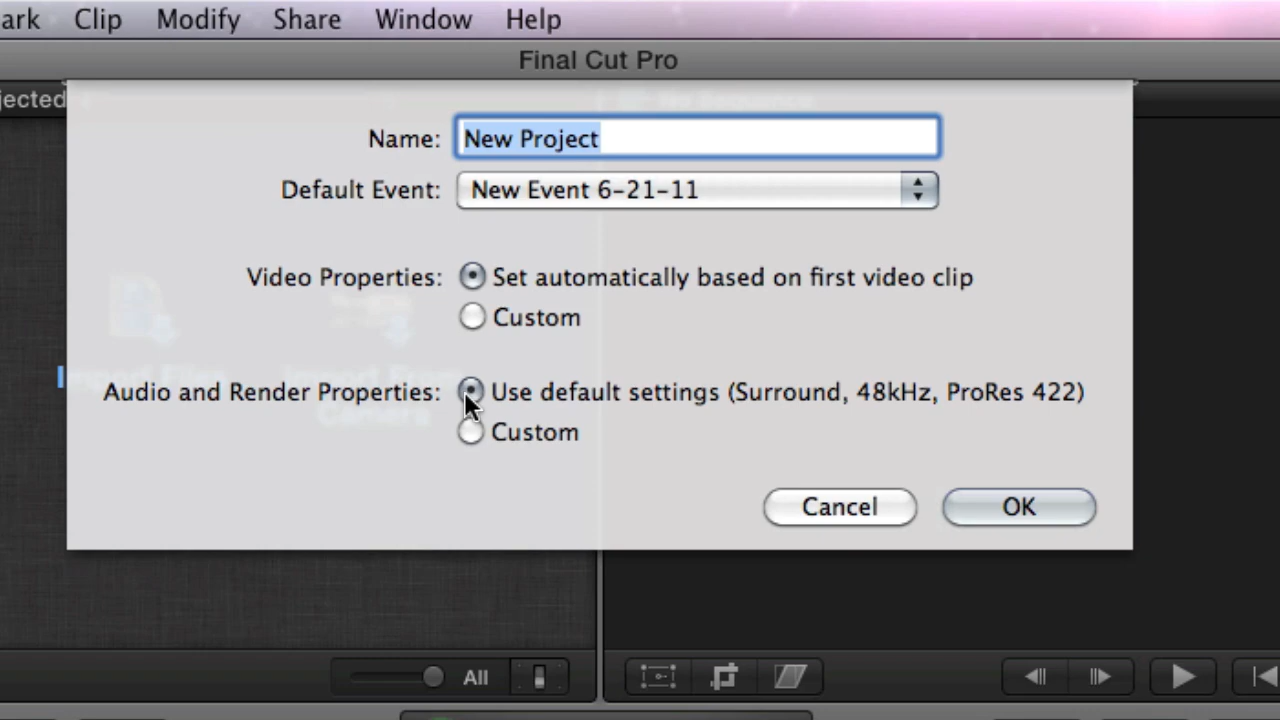 ark Clip Modify Share Window Help
Final Cut Pro
jected
Name: New Project
Default Event: New Event 6-21-11
Video Properties: Set automatically based on first video clip
Custom
Audio and Render Properties: Use default settings (Surround, 48kHz, ProRes 422)
Custom
Cancel OK
All